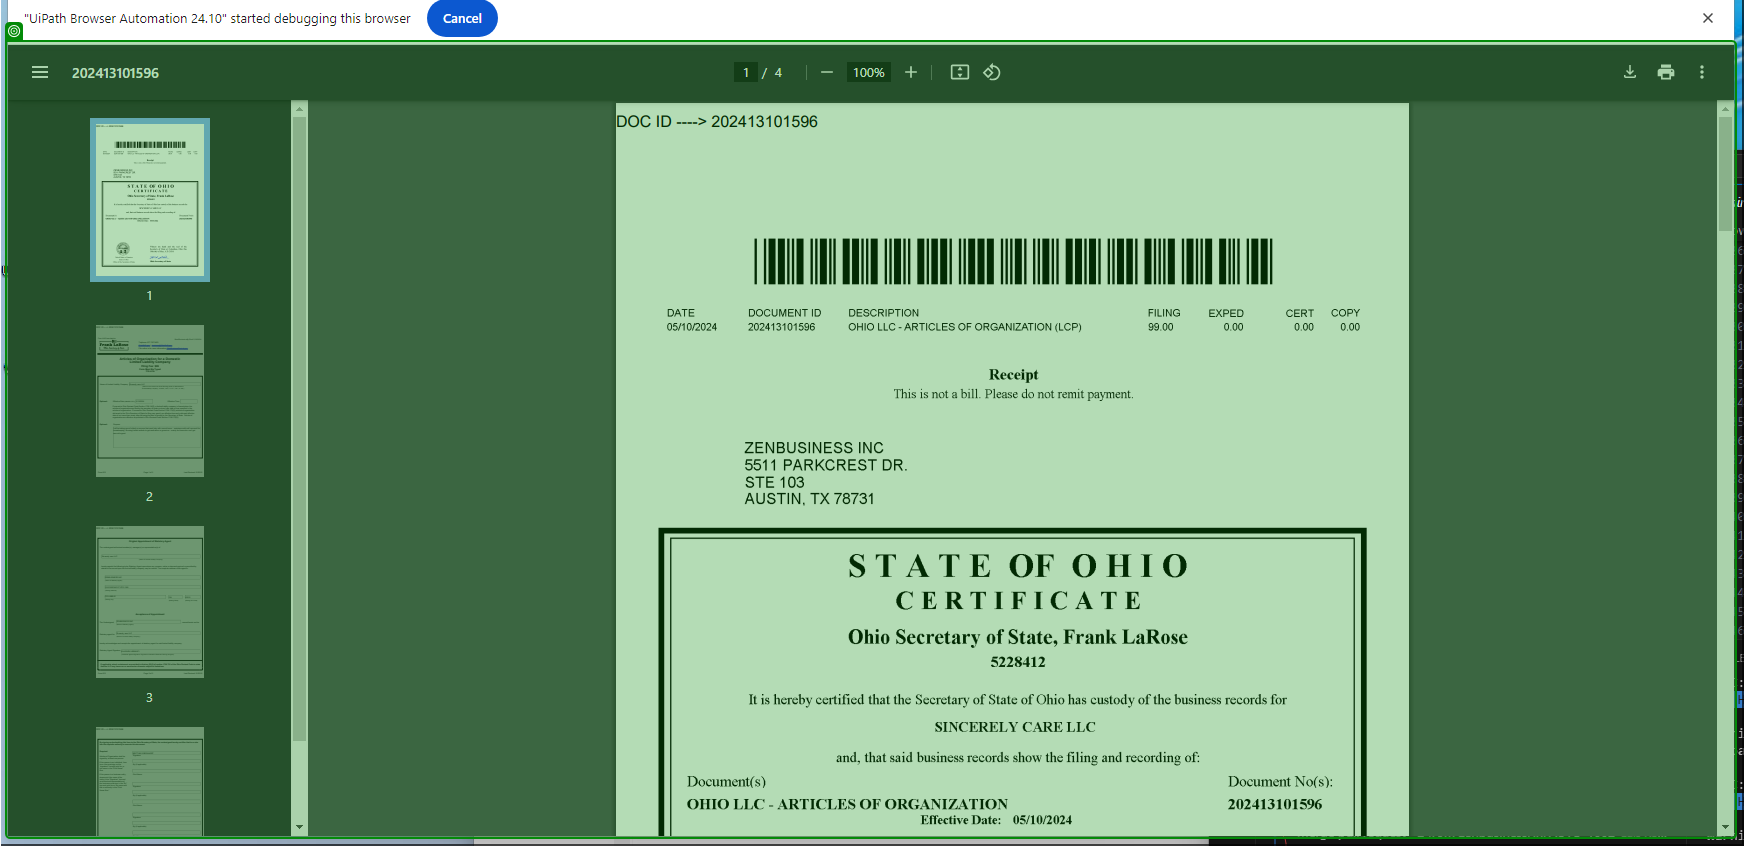 "UiPath Browser Automation 24.10" started debugging this browser
Cancel
202413101596
1 / 4
100%
1
2
3
DOC ID ----> 202413101596
DATE DOCUMENT ID DESCRIPTION FILING EXPED CERT COPY
05/10/2024 202413101596 OHIO LLC - ARTICLES OF ORGANIZATION (LCP) 99.00 0.00 0.00 0.00
Receipt
This is not a bill. Please do not remit payment.
ZENBUSINESS INC
5511 PARKCREST DR.
STE 103
AUSTIN, TX 78731
STATE OF OHIO
CERTIFICATE
Ohio Secretary of State, Frank LaRose
5228412
It is hereby certified that the Secretary of State of Ohio has custody of the business records for
SINCERELY CARE LLC
and, that said business records show the filing and recording of:
Document(s) Document No(s):
OHIO LLC - ARTICLES OF ORGANIZATION 202413101596
Effective Date: 05/10/2024